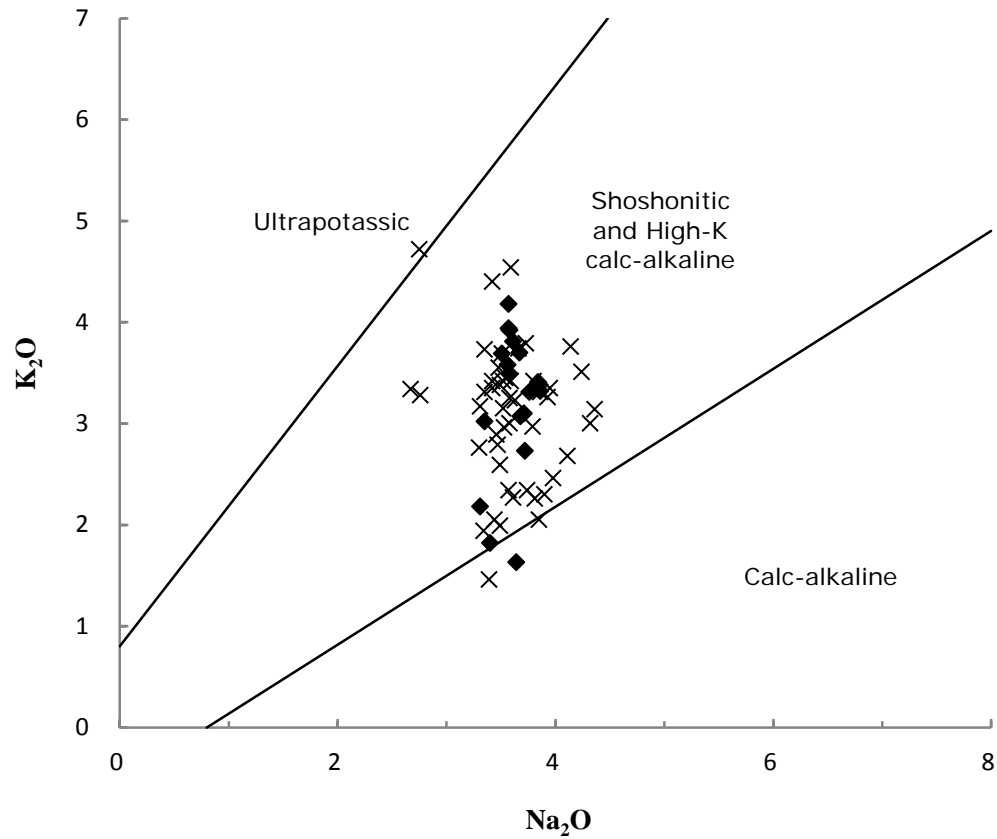 7
6
5
4
3
2
1
0
K₂O
Ultrapotassic
Shoshonitic
and High-K
calc-alkaline
Calc-alkaline
0 2 4 6 8
Na₂O